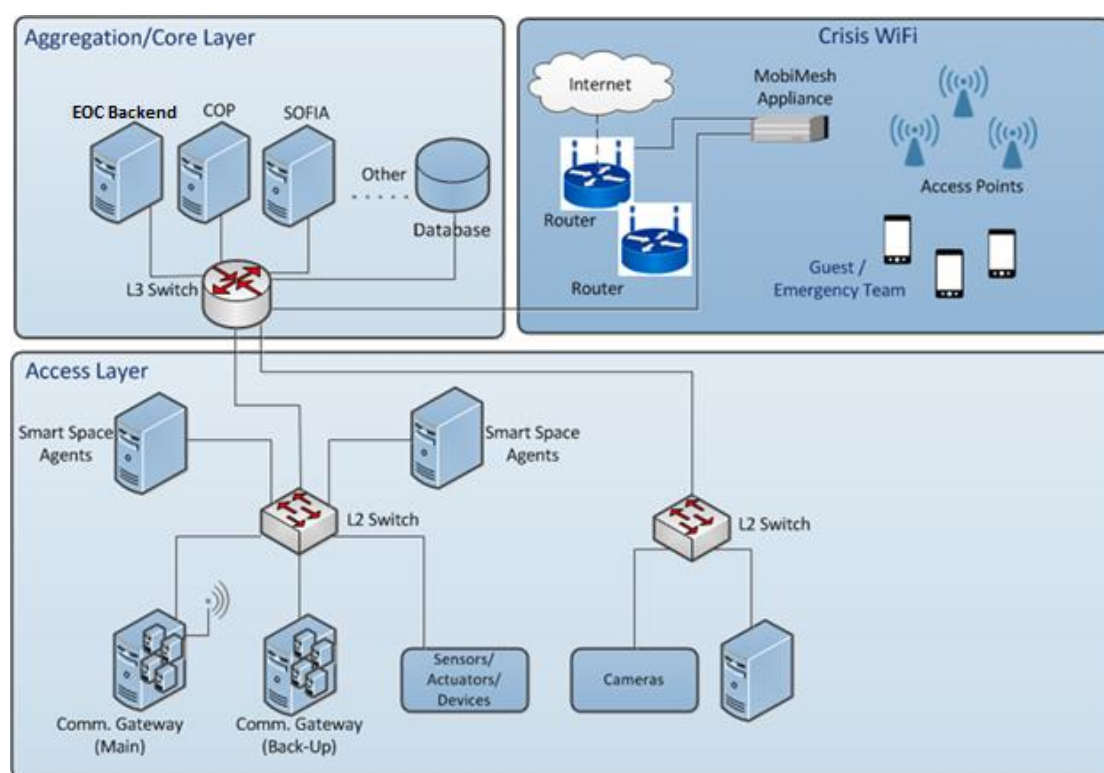 Aggregation/Core Layer
EOC Backend
COP
SOFIA
Other
Database
L3 Switch
Crisis WiFi
Internet
MobiMesh
Appliance
Router
Router
Access Points
Guest /
Emergency Team
Access Layer
Smart Space
Agents
Smart Space
Agents
L2 Switch
L2 Switch
Comm. Gateway
(Main)
Comm. Gateway
(Back-Up)
Sensors/
Actuators/
Devices
Cameras